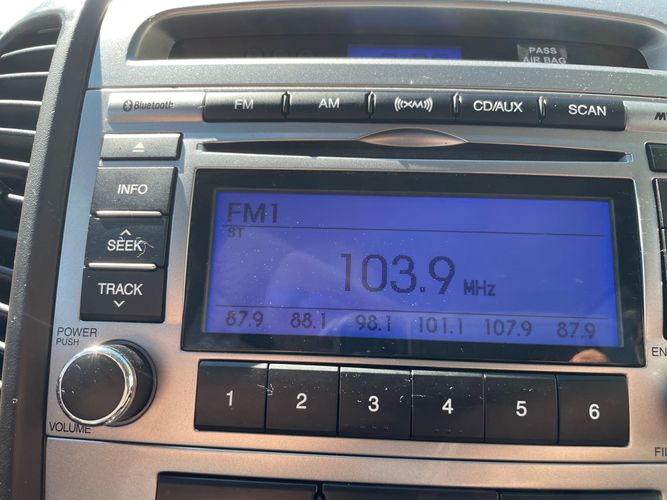 PASS
AIR BAG
Bluetooth FM AM ((XM)) CD/AUX SCAN
INFO
SEEK
TRACK
POWER
PUSH
VOLUME
FM1
ST
103.9 MHz
87.9 88.1 98.1 101.1 107.9 87.9
1 2 3 4 5 6